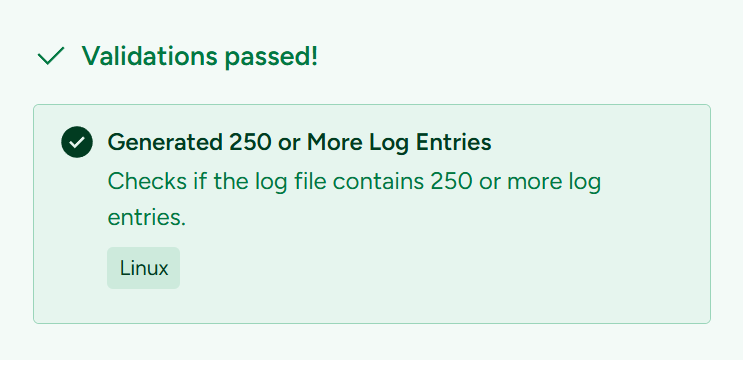 Validations passed!
Generated 250 or More Log Entries
Checks if the log file contains 250 or more log
entries.
Linux